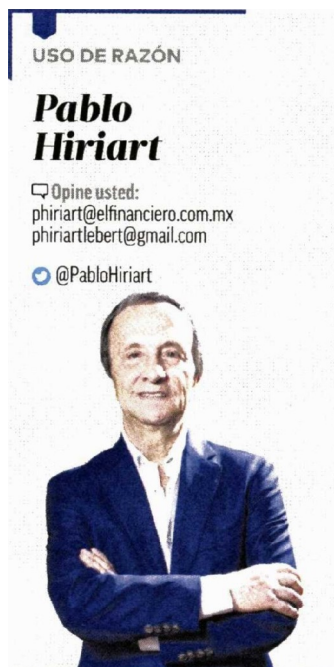 USO DE RAZÓN
Pablo
Hiriart
Opine usted:
phiriart@elfinanciero.com.mx
phiriartlebert@gmail.com
@PabloHiriart